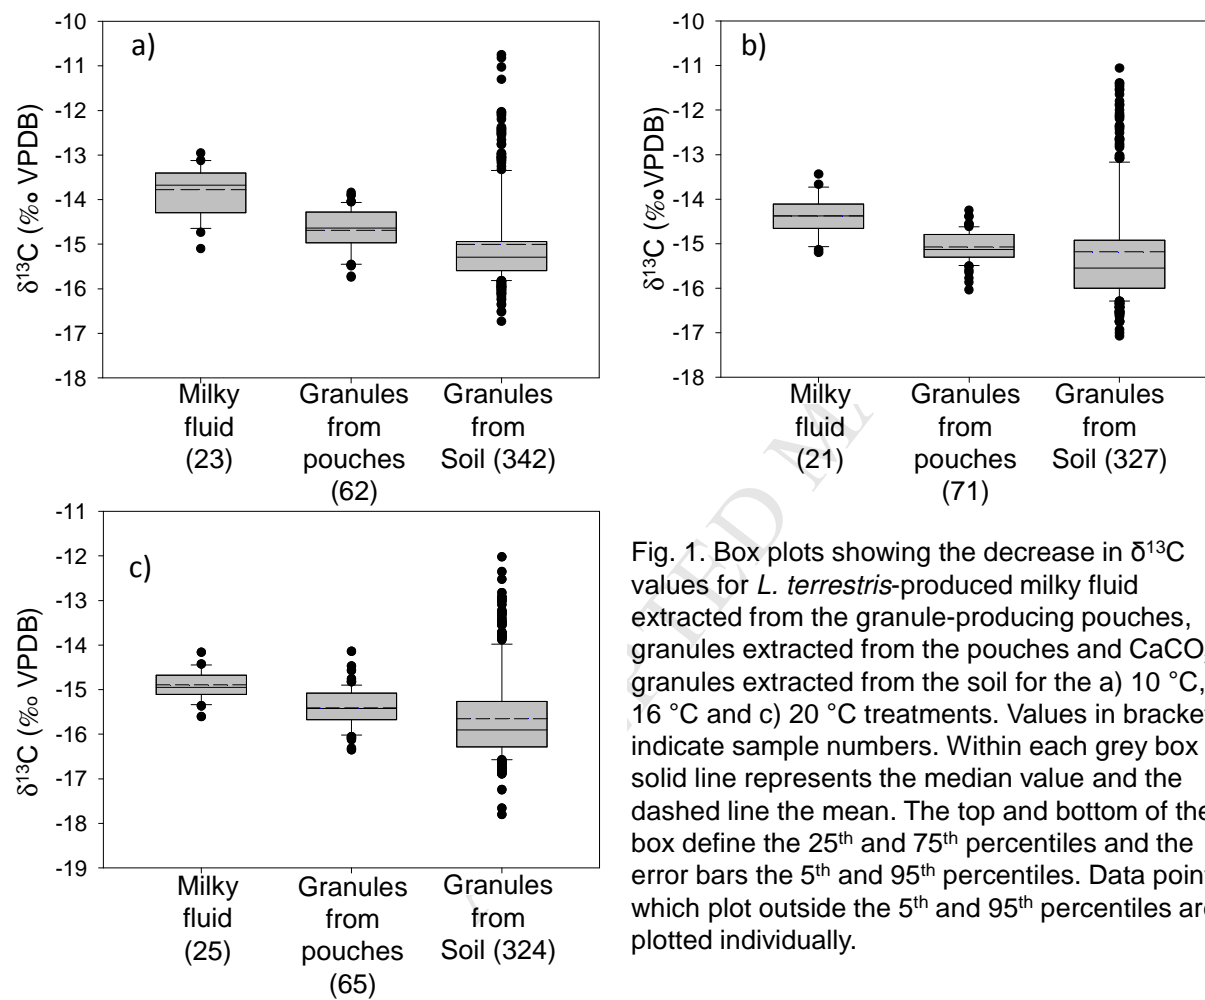 a)
-10
-11
-12
-13
-14
-15
-16
-17
-18
δ13C (‰ VPDB)
Milky fluid (23)
Granules from pouches (62)
Granules from Soil (342)
b)
-10
-11
-12
-13
-14
-15
-16
-17
-18
δ13C (‰VPDB)
Milky fluid (21)
Granules from pouches (71)
Granules from Soil (327)
c)
-11
-12
-13
-14
-15
-16
-17
-18
-19
δ13C (‰ VPDB)
Milky fluid (25)
Granules from pouches (65)
Granules from Soil (324)
Fig. 1. Box plots showing the decrease in δ13C
values for L. terrestris-produced milky fluid
extracted from the granule-producing pouches,
granules extracted from the pouches and CaCO
granules extracted from the soil for the a) 10 °C,
16 °C and c) 20 °C treatments. Values in bracket
indicate sample numbers. Within each grey box
solid line represents the median value and the
dashed line the mean. The top and bottom of the
box define the 25th and 75th percentiles and the
error bars the 5th and 95th percentiles. Data point
which plot outside the 5th and 95th percentiles are
plotted individually.